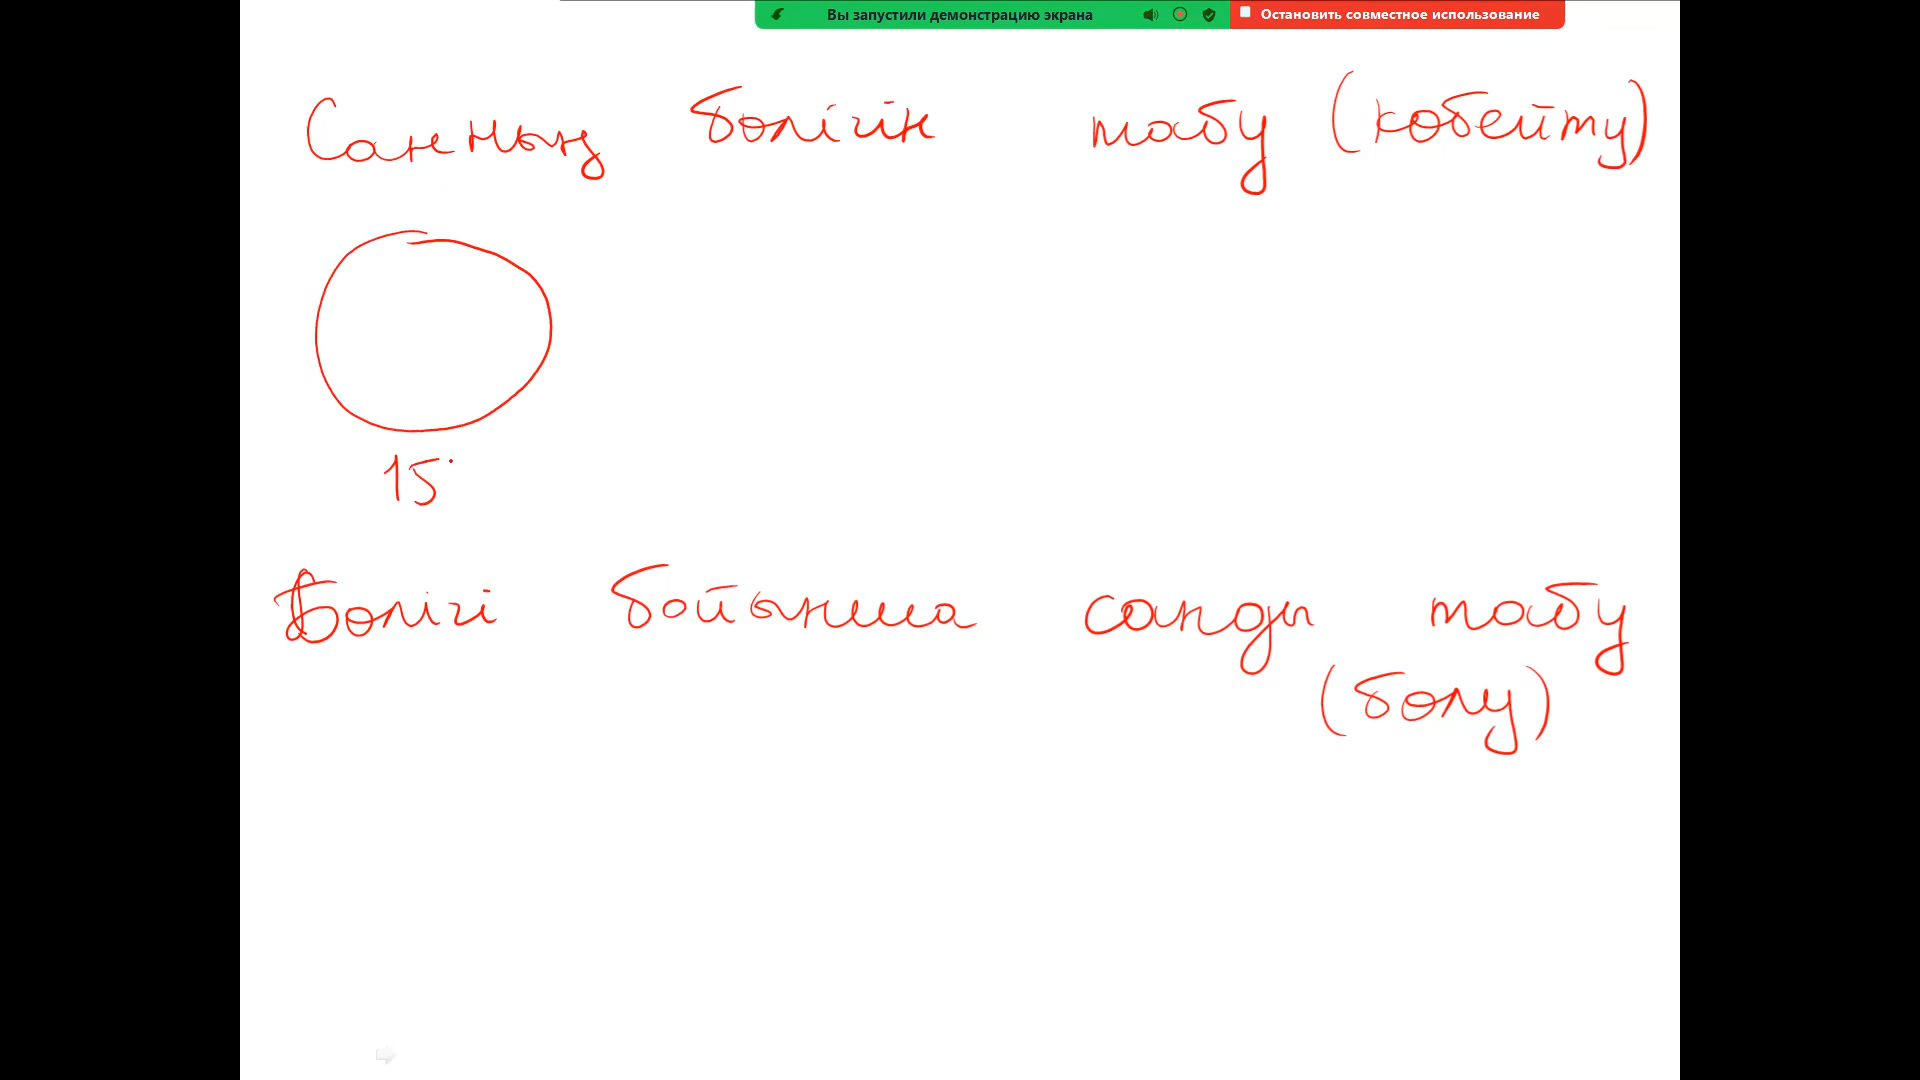 Вы запустили демонстрацию экрана Остановить совместное использование
Санның бөлігін табу (көбейту)
15
Бөлігі бойынша санды табу
(бөлу)